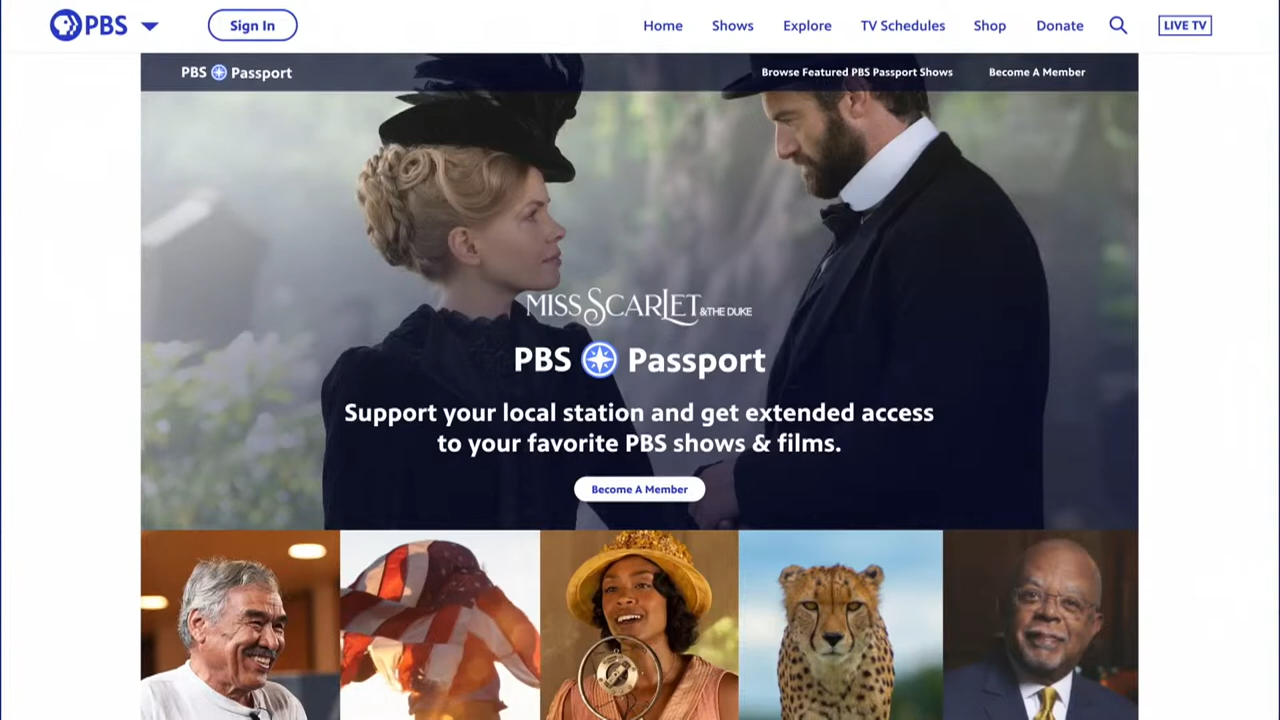 PBS
Sign In
Home
Shows
Explore
TV Schedules
Shop
Donate
LIVE TV
PBS Passport
Browse Featured PBS Passport Shows
Become A Member
MISS SCARLET & THE DUKE
PBS Passport
Support your local station and get extended access
to your favorite PBS shows & films.
Become A Member